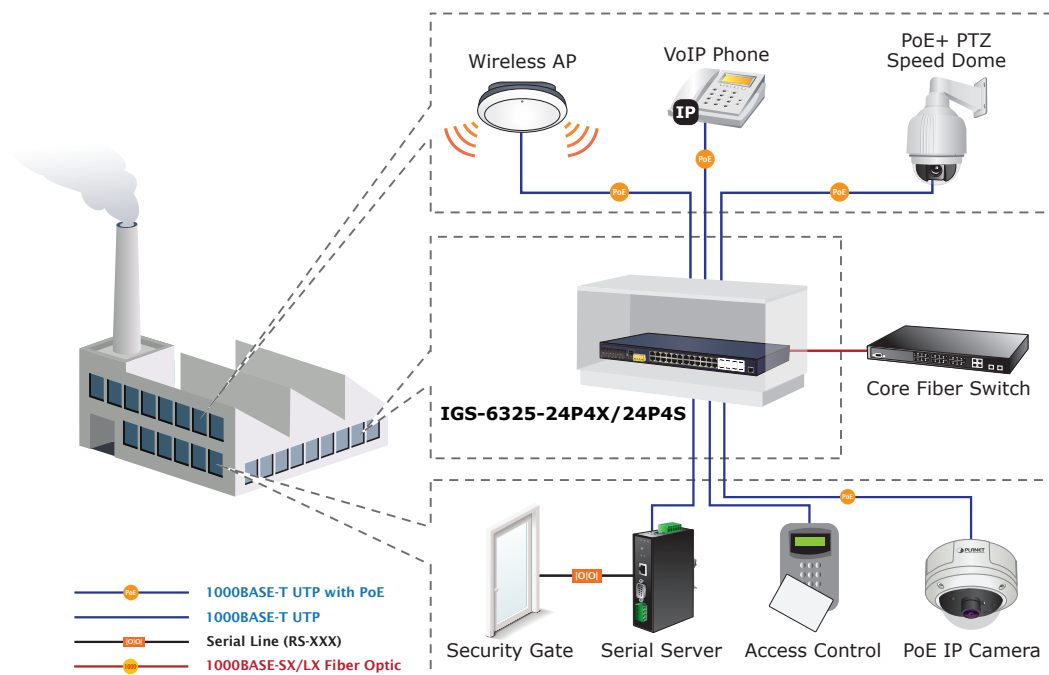 PoE+ PTZ
Speed Dome
VoIP Phone
Wireless AP
IP
PoE
PoE
PoE
Core Fiber Switch
IGS-6325-24P4X/24P4S
PoE
PLANET
|O|O|
Security Gate
Serial Server
Access Control
PoE IP Camera
PoE
1000BASE-T UTP with PoE
1000BASE-T UTP
|O|O|
Serial Line (RS-XXX)
1000
1000BASE-SX/LX Fiber Optic